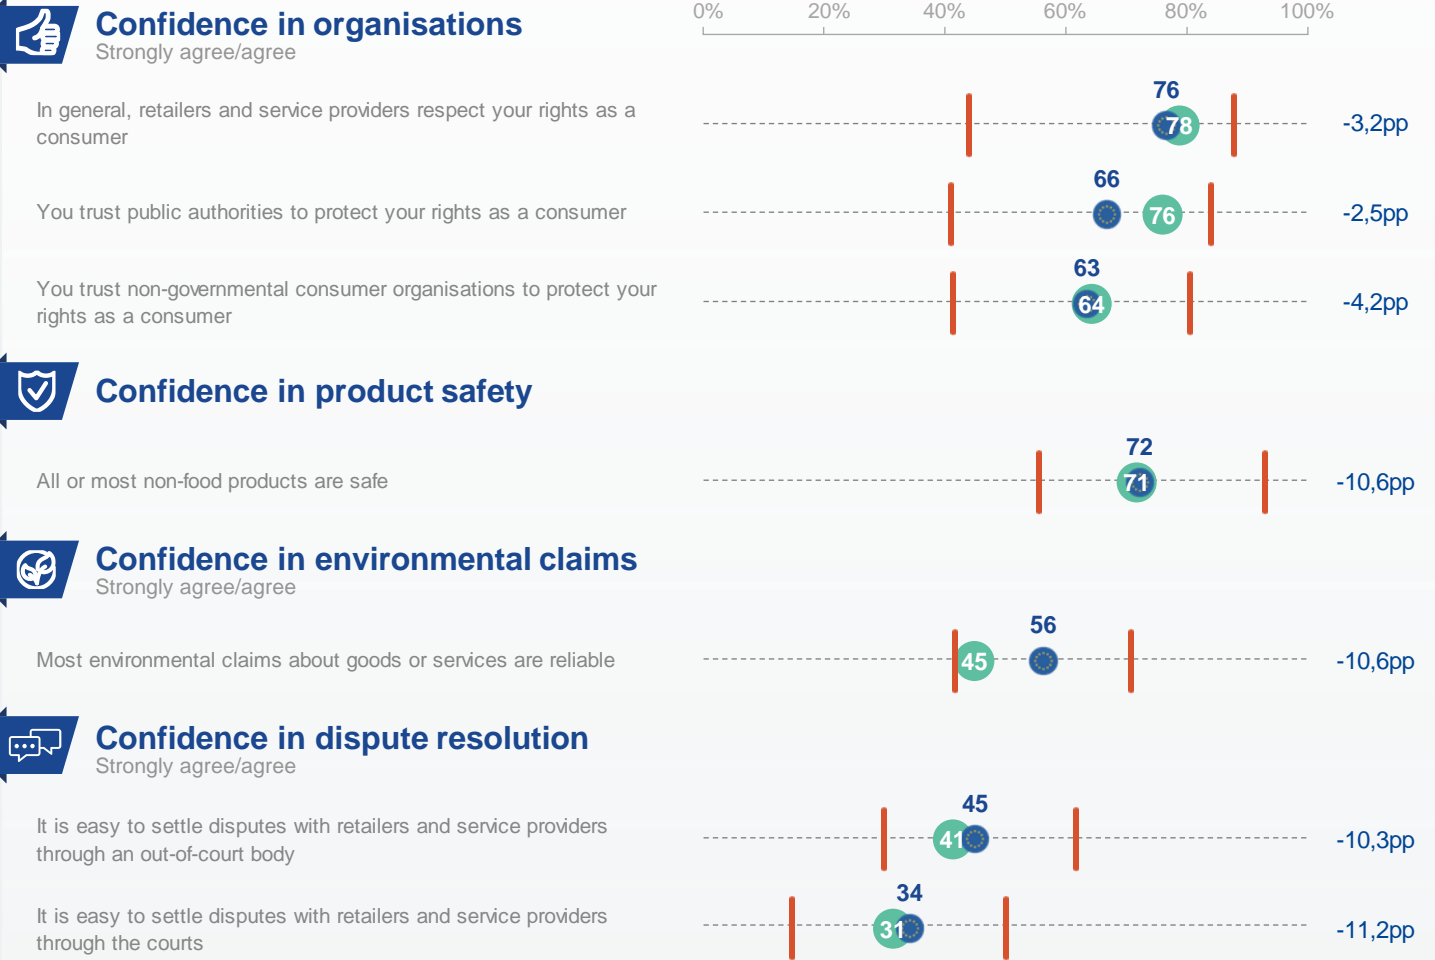 Confidence in organisations
Strongly agree/agree
0% 20% 40% 60% 80% 100%
In general, retailers and service providers respect your rights as a
consumer
76
78
-3,2pp
You trust public authorities to protect your rights as a consumer
66
76
-2,5pp
You trust non-governmental consumer organisations to protect your
rights as a consumer
63
64
-4,2pp
Confidence in product safety
All or most non-food products are safe
72
71
-10,6pp
Confidence in environmental claims
Strongly agree/agree
Most environmental claims about goods or services are reliable
56
45
-10,6pp
Confidence in dispute resolution
Strongly agree/agree
It is easy to settle disputes with retailers and service providers
through an out-of-court body
45
41
-10,3pp
It is easy to settle disputes with retailers and service providers
through the courts
34
31
-11,2pp